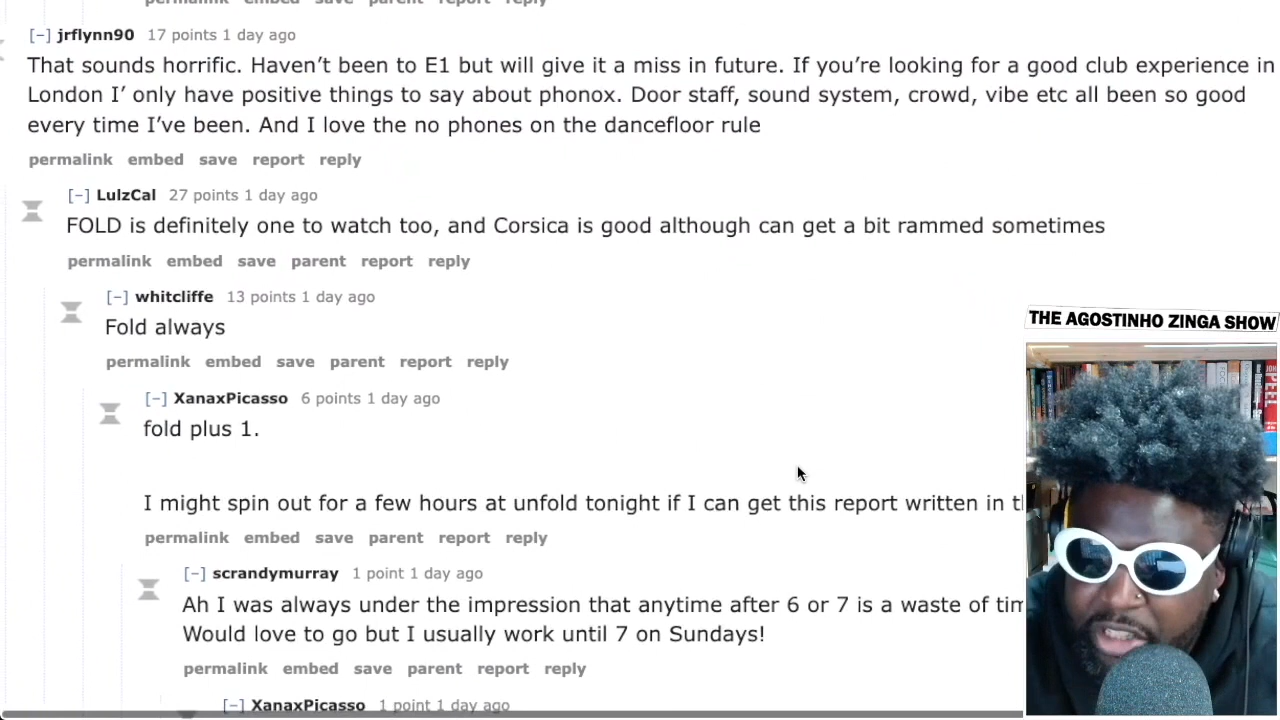 permalink embed save parent report reply
[–] jrflynn90 17 points 1 day ago
That sounds horrific. Haven't been to E1 but will give it a miss in future. If you're looking for a good club experience in
London I' only have positive things to say about phonox. Door staff, sound system, crowd, vibe etc all been so good
every time I've been. And I love the no phones on the dancefloor rule
permalink embed save report reply
[–] LulzCal 27 points 1 day ago
FOLD is definitely one to watch too, and Corsica is good although can get a bit rammed sometimes
permalink embed save parent report reply
[–] whitcliffe 13 points 1 day ago
Fold always
permalink embed save parent report reply
[–] XanaxPicasso 6 points 1 day ago
fold plus 1.
I might spin out for a few hours at unfold tonight if I can get this report written in
permalink embed save parent report reply
[–] scrandymurray 1 point 1 day ago
Ah I was always under the impression that anytime after 6 or 7 is a waste of
Would love to go but I usually work until 7 on Sundays!
permalink embed save parent report reply
[–] XanaxPicasso 1 point 1 day ago
THE AGOSTINHO ZINGA SHOW
PEEL